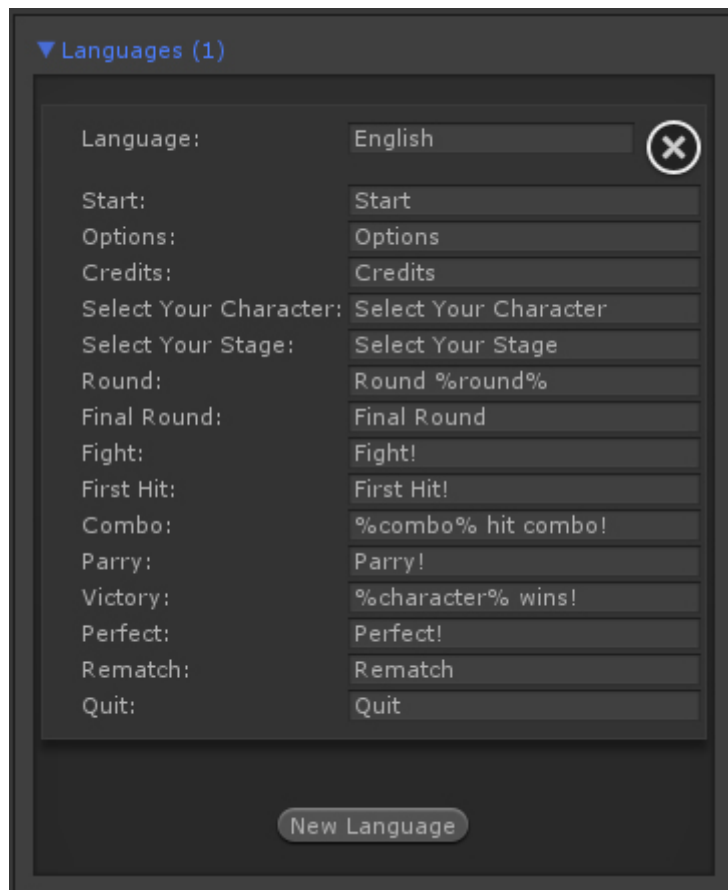 Languages (1)
Language: English
Start: Start
Options: Options
Credits: Credits
Select Your Character: Select Your Character
Select Your Stage: Select Your Stage
Round: Round %round%
Final Round: Final Round
Fight: Fight!
First Hit: First Hit!
Combo: %combo% hit combo!
Parry: Parry!
Victory: %character% wins!
Perfect: Perfect!
Rematch: Rematch
Quit: Quit
New Language